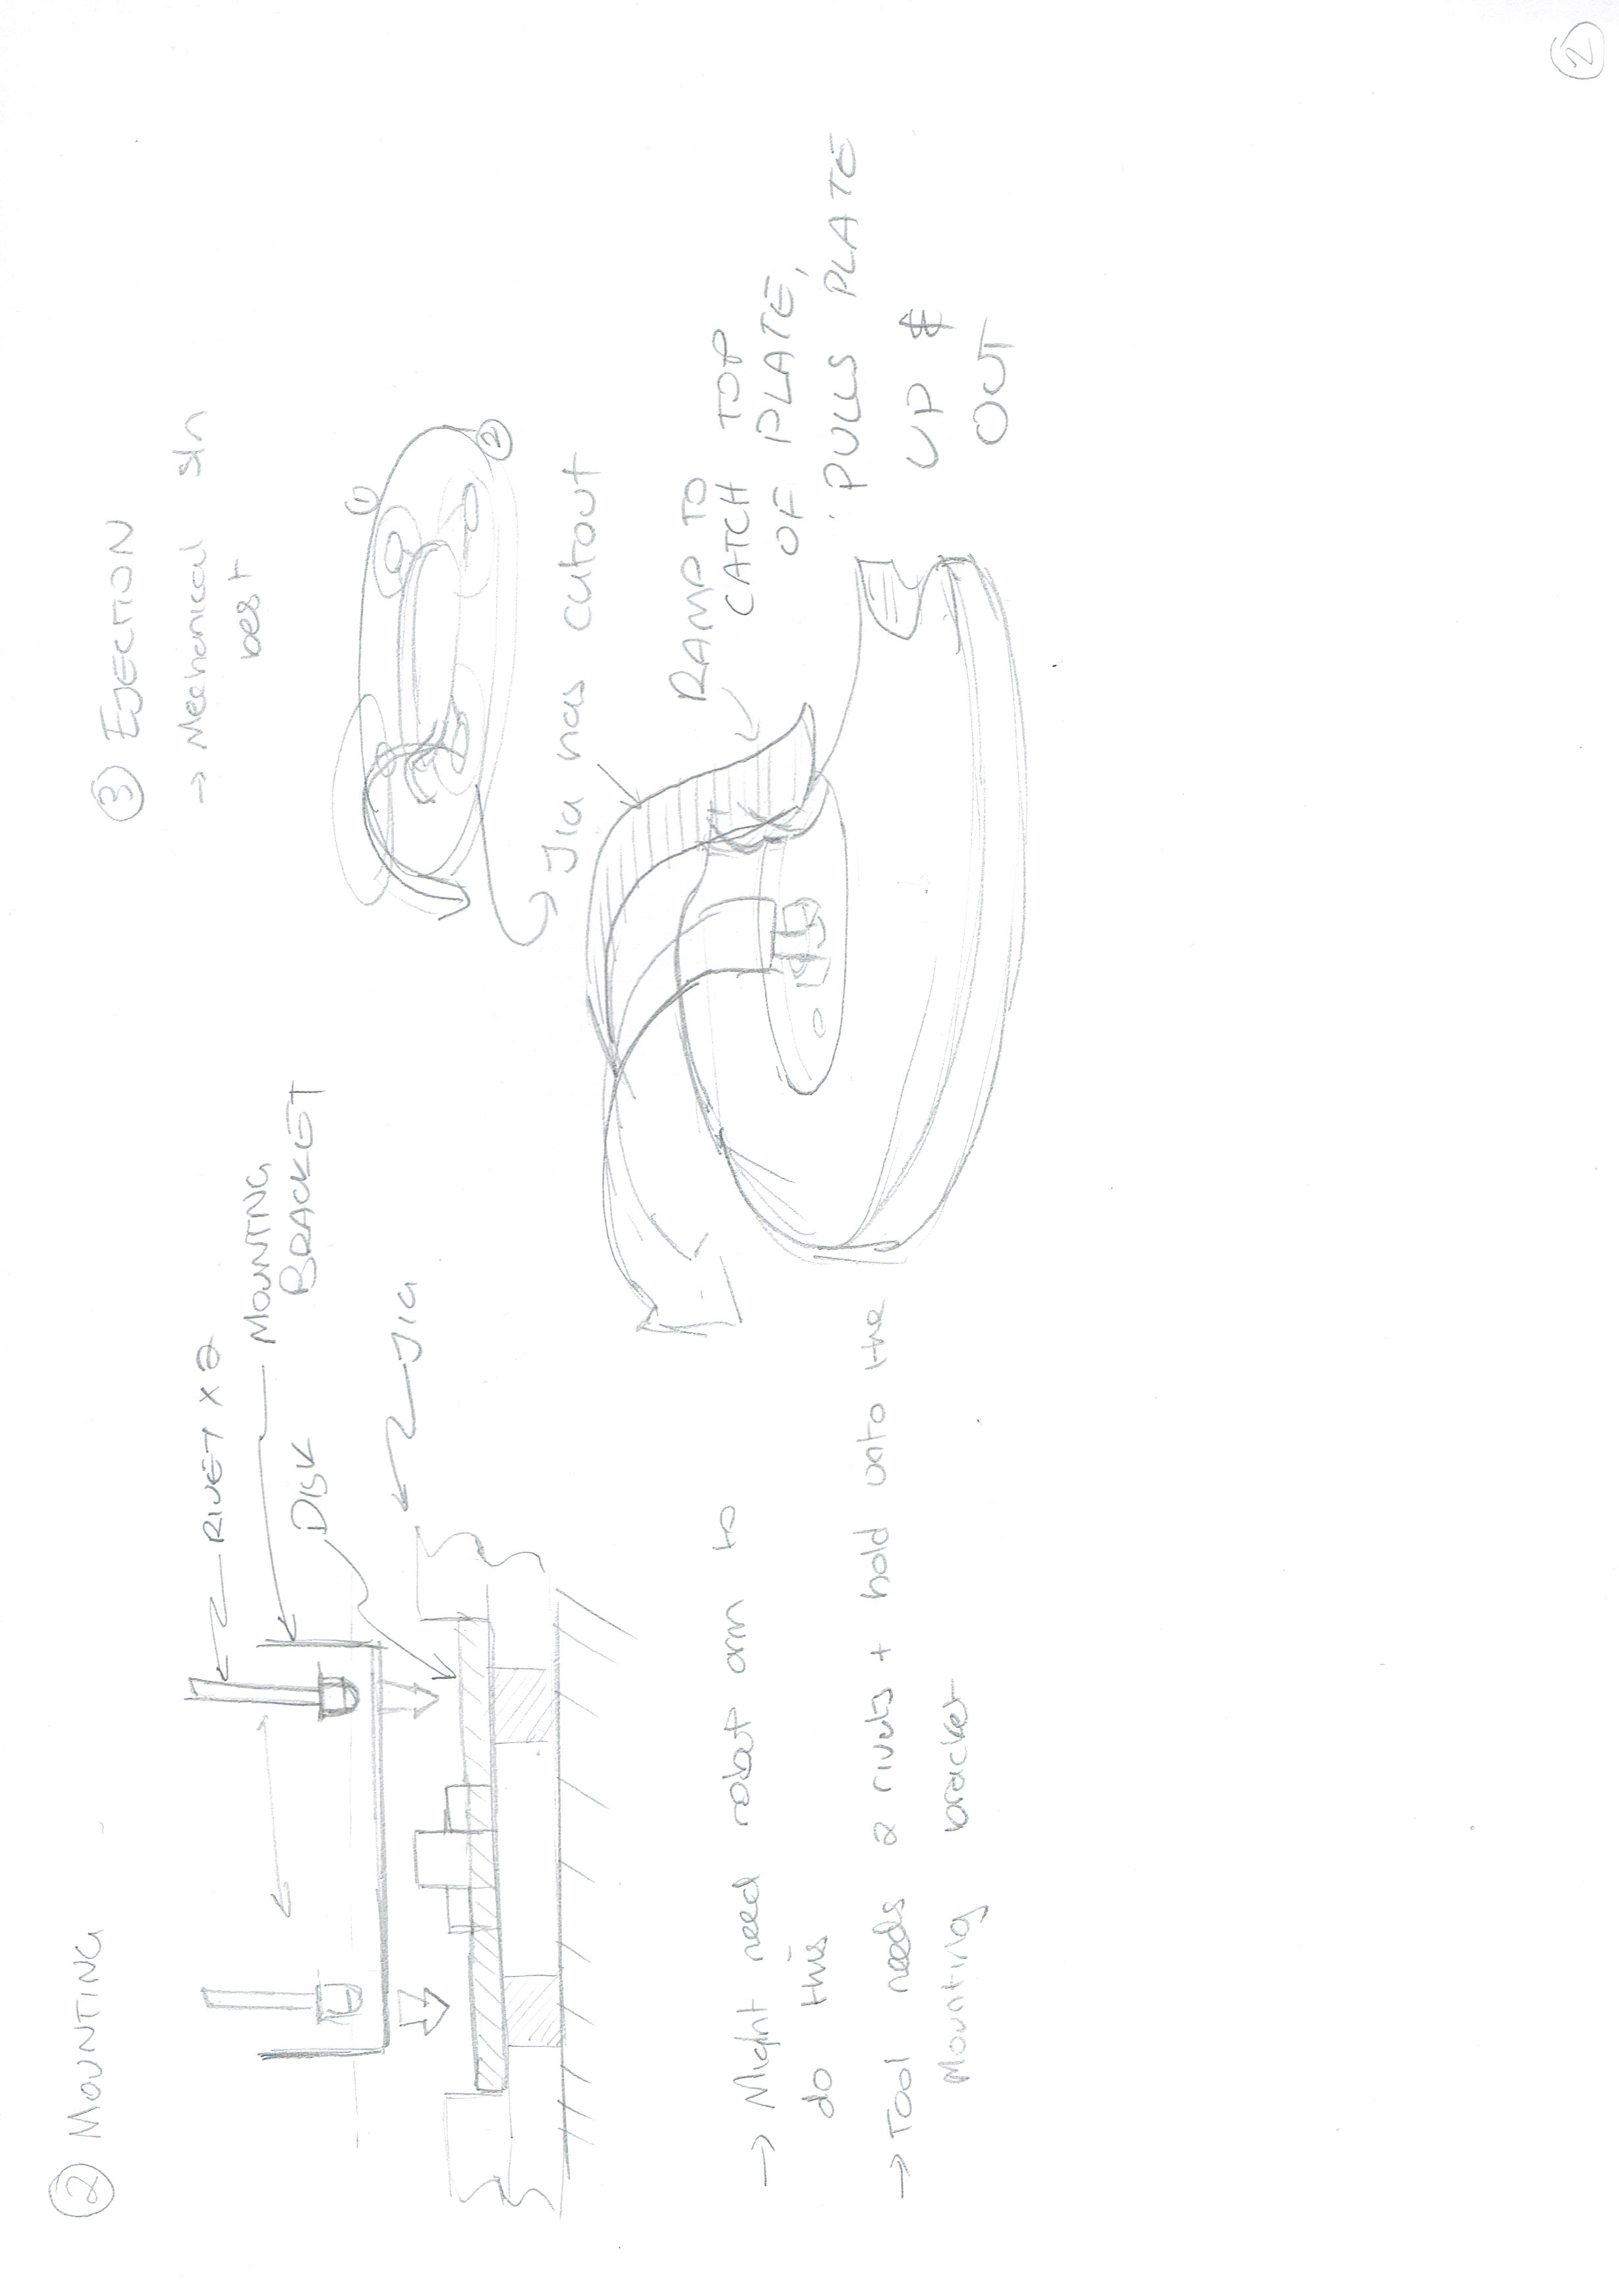 ② MOUNTING
RIVET X 2
MOUNTING
BRACKET
DISK
JIG
→ Might need robot arm to
do this
→ Tool needs 2 rivets + hold unto the
Mounting bracket
③ EJECTION
→ Mechanical sln
best
①
②
Jig has cutout
RAMP TO
CATCH TOP
OF PLATE,
PULLS PLATE
UP &
OUT
②